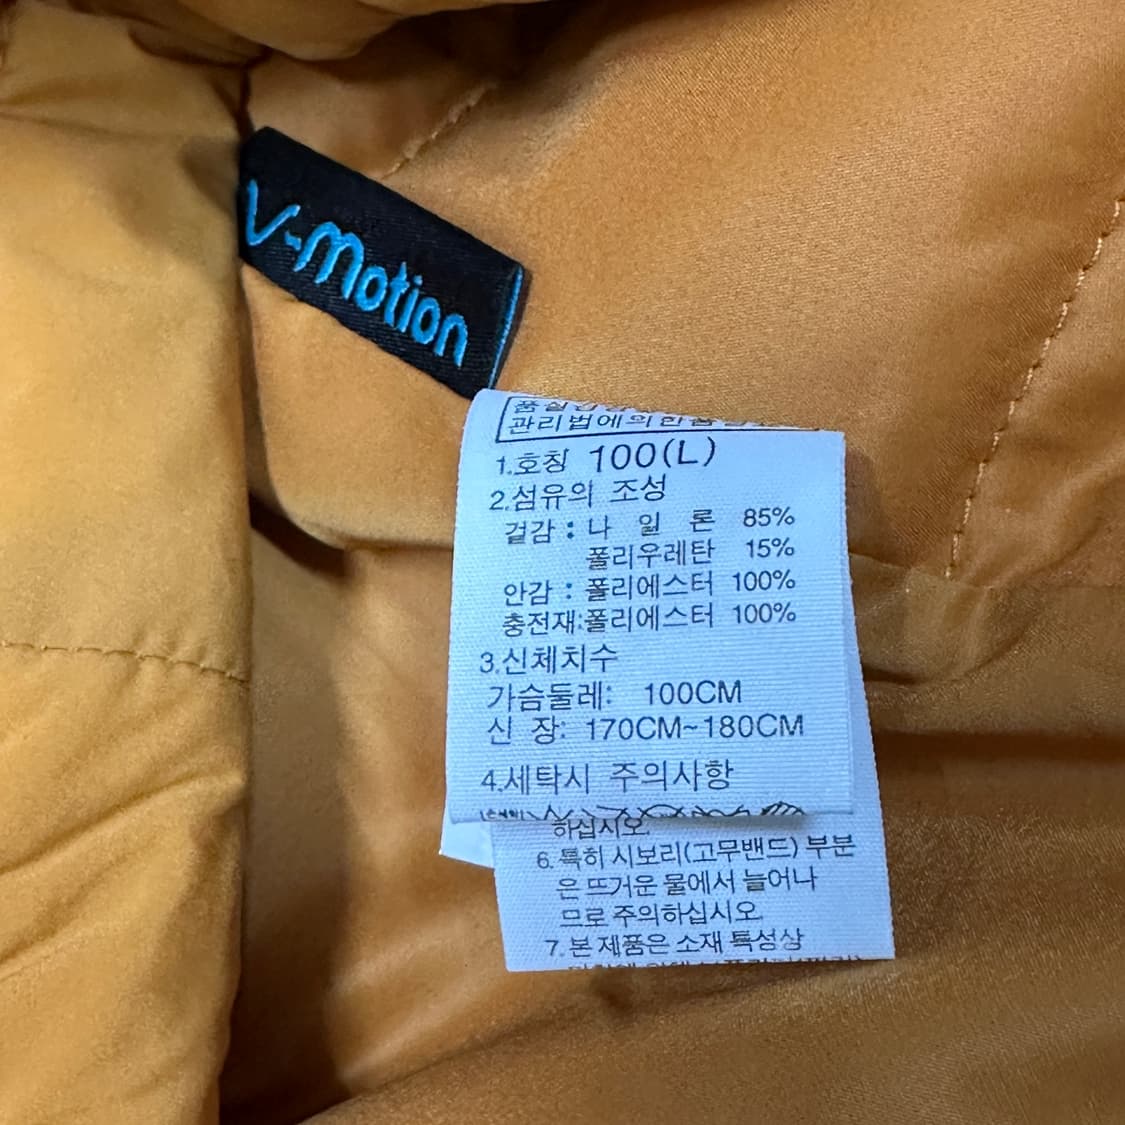 V-Motion
관리법에의한품
1.호칭 100(L)
2.섬유의 조성
겉감 : 나 일 론 85%
폴리우레탄 15%
안감 : 폴리에스터 100%
충전재:폴리에스터 100%
3.신체치수
가슴둘레: 100CM
신 장: 170CM~180CM
4.세탁시 주의사항
하십시오.
6. 특히 시보리(고무밴드) 부분
은 뜨거운 물에서 늘어나
므로 주의하십시오.
7. 본 제품은 소재 특성상